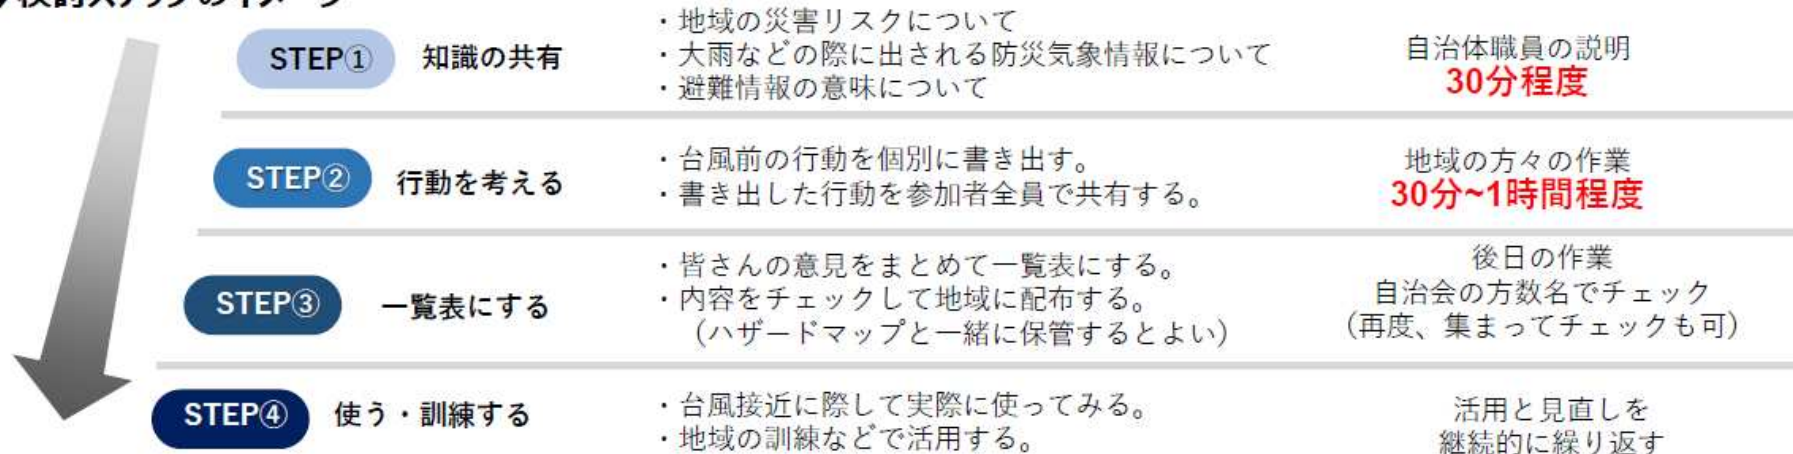 検討ステップのイメージ
STEP① 知識の共有
・地域の災害リスクについて
・大雨などの際に出される防災気象情報について
・避難情報の意味について
自治体職員の説明
30分程度
STEP② 行動を考える
・台風前の行動を個別に書き出す。
・書き出した行動を参加者全員で共有する。
地域の方々の作業
30分~1時間程度
STEP③ 一覧表にする
・皆さんの意見をまとめて一覧表にする。
・内容をチェックして地域に配布する。
（ハザードマップと一緒に保管するとよい）
後日の作業
自治会の方数名でチェック
（再度、集まってチェックも可）
STEP④ 使う・訓練する
・台風接近に際して実際に使ってみる。
・地域の訓練などで活用する。
活用と見直しを
継続的に繰り返す